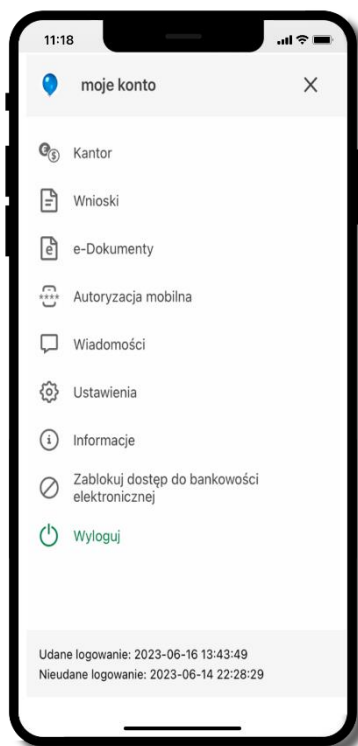 11:18
moje konto
Kantor
Wnioski
e-Dokumenty
Autoryzacja mobilna
Wiadomości
Ustawienia
Informacje
Zablokuj dostęp do bankowości
elektronicznej
Wyloguj
Udane logowanie: 2023-06-16 13:43:49
Nieudane logowanie: 2023-06-14 22:28:29